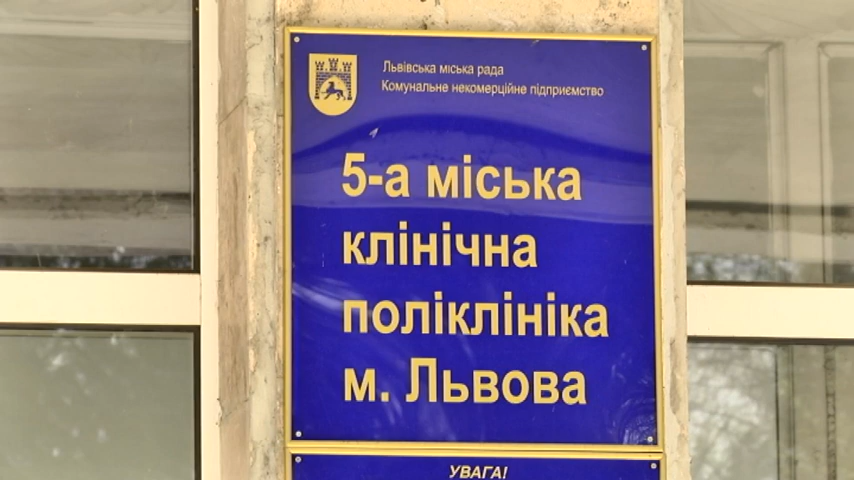 Львівська міська рада
Комунальне некомерційне підприємство
5-а міська
клінічна
поліклініка
м. Львова
УВАГА!